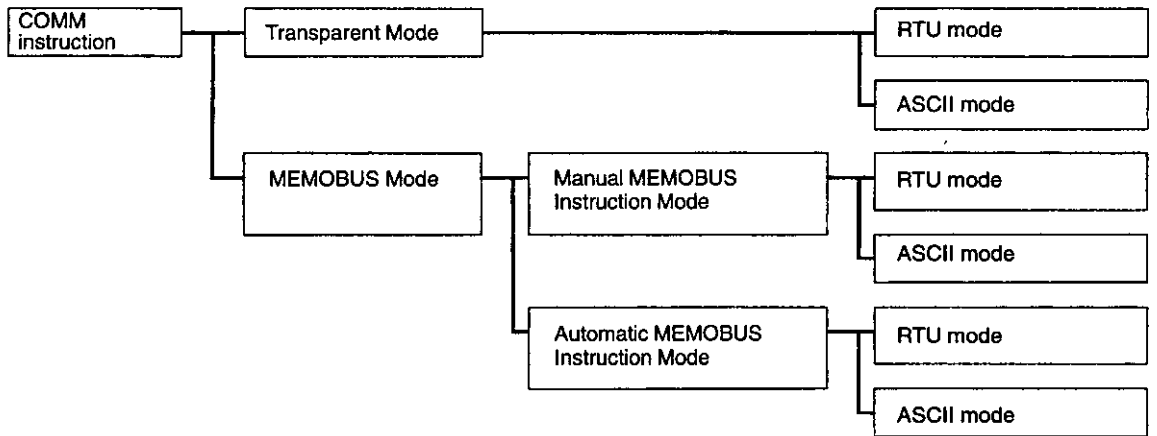 COMM
instruction
Transparent Mode
RTU mode
ASCII mode
MEMOBUS Mode
Manual MEMOBUS
Instruction Mode
RTU mode
ASCII mode
Automatic MEMOBUS
Instruction Mode
RTU mode
ASCII mode